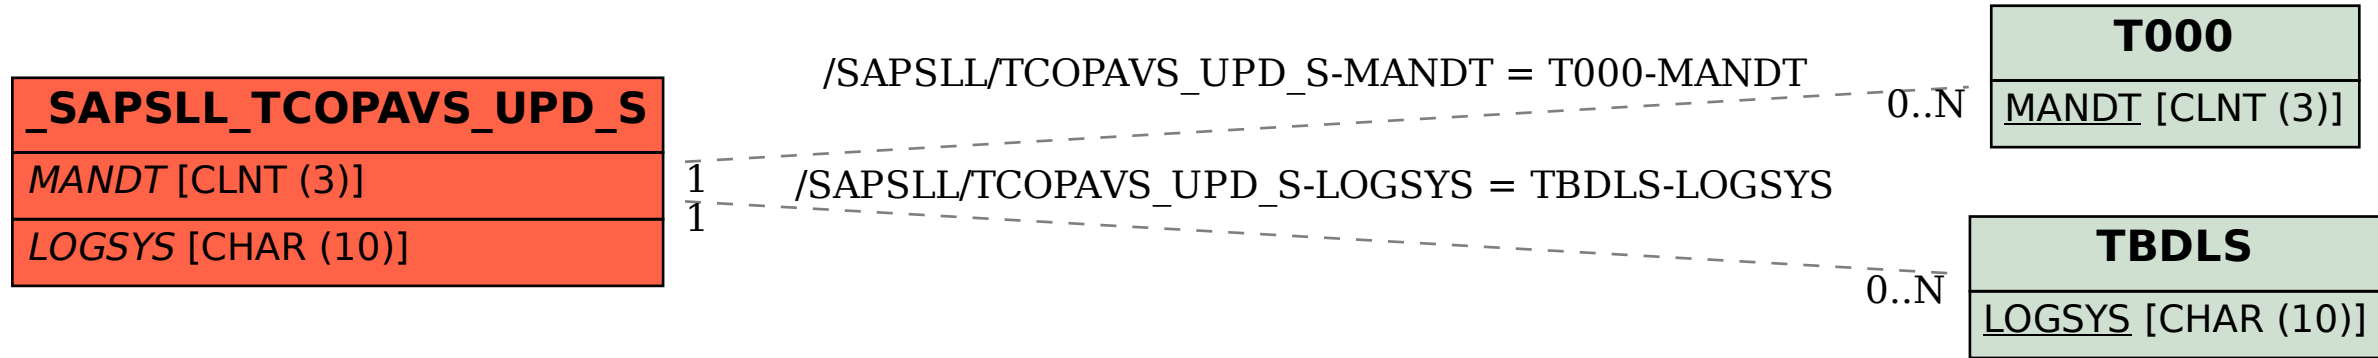 _SAPSLL_TCOPAVS_UPD_S
MANDT [CLNT (3)]
LOGSYS [CHAR (10)]
/SAPSLL/TCOPAVS_UPD_S-MANDT = T000-MANDT
1
0..N
/SAPSLL/TCOPAVS_UPD_S-LOGSYS = TBDLS-LOGSYS
1
0..N
T000
MANDT [CLNT (3)]
TBDLS
LOGSYS [CHAR (10)]